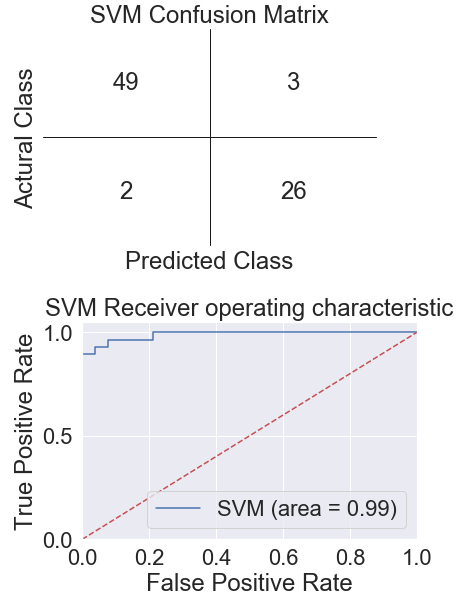 SVM Confusion Matrix
Actural Class
49 3
2 26
Predicted Class
SVM Receiver operating characteristic
True Positive Rate
1.0
0.5
0.0
SVM (area = 0.99)
0.0 0.2 0.4 0.6 0.8 1.0
False Positive Rate